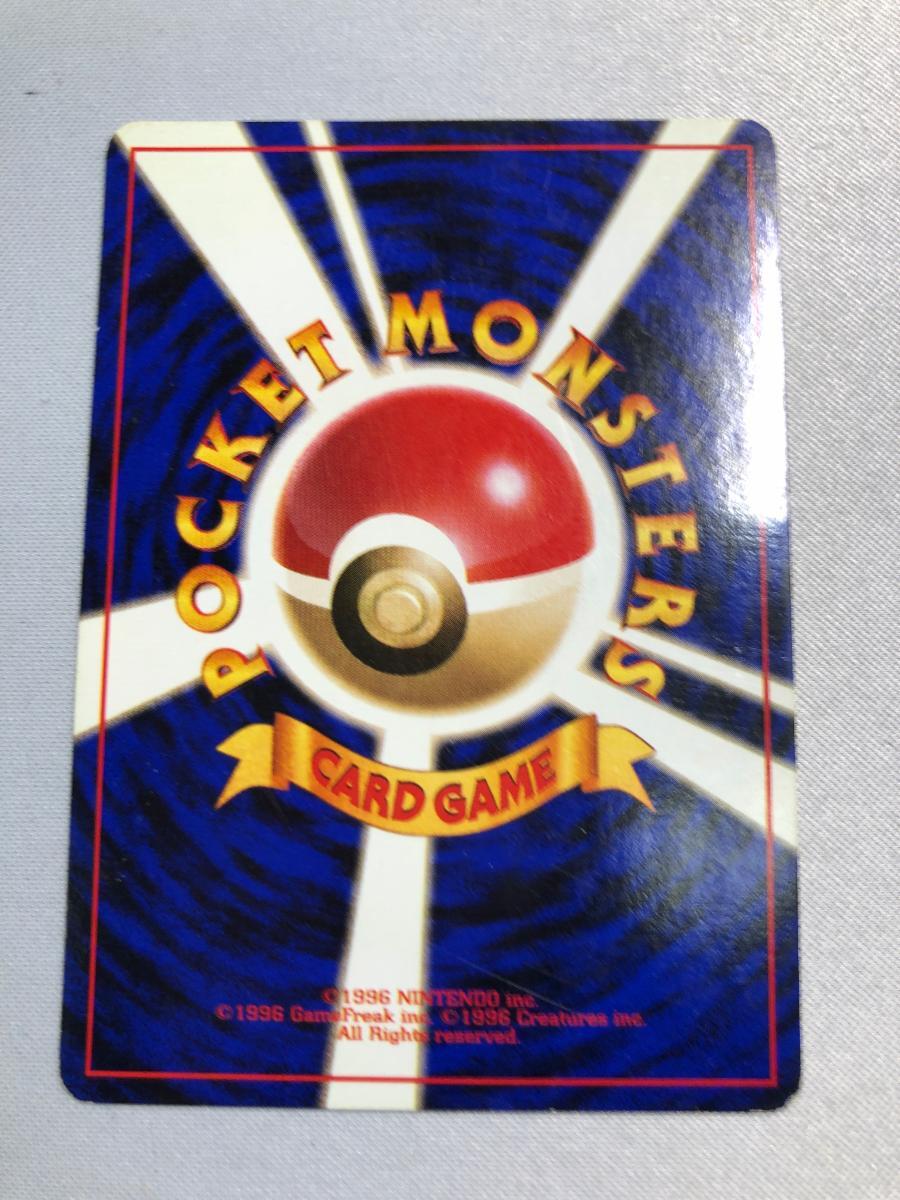 POCKET MONSTERS
CARD GAME
©1996 NINTENDO inc.
©1996 GameFreak inc. ©1996 Creatures inc.
All Rights reserved.